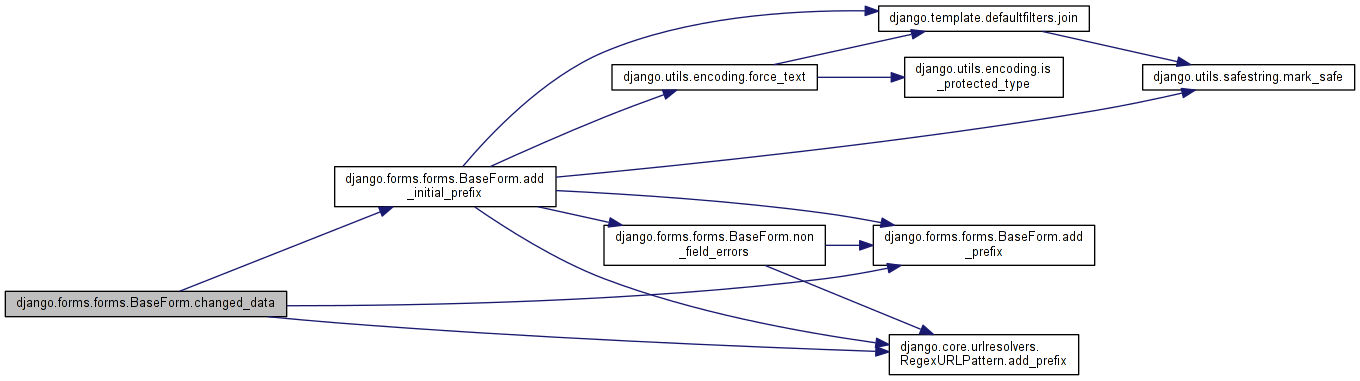 django.template.defaultfilters.join
django.utils.encoding.force_text
django.utils.encoding.is
_protected_type
django.utils.safestring.mark_safe
django.forms.forms.BaseForm.add
_initial_prefix
django.forms.forms.BaseForm.non
_field_errors
django.forms.forms.BaseForm.add
_prefix
django.forms.forms.BaseForm.changed_data
django.core.urlresolvers.
RegexURLPattern.add_prefix